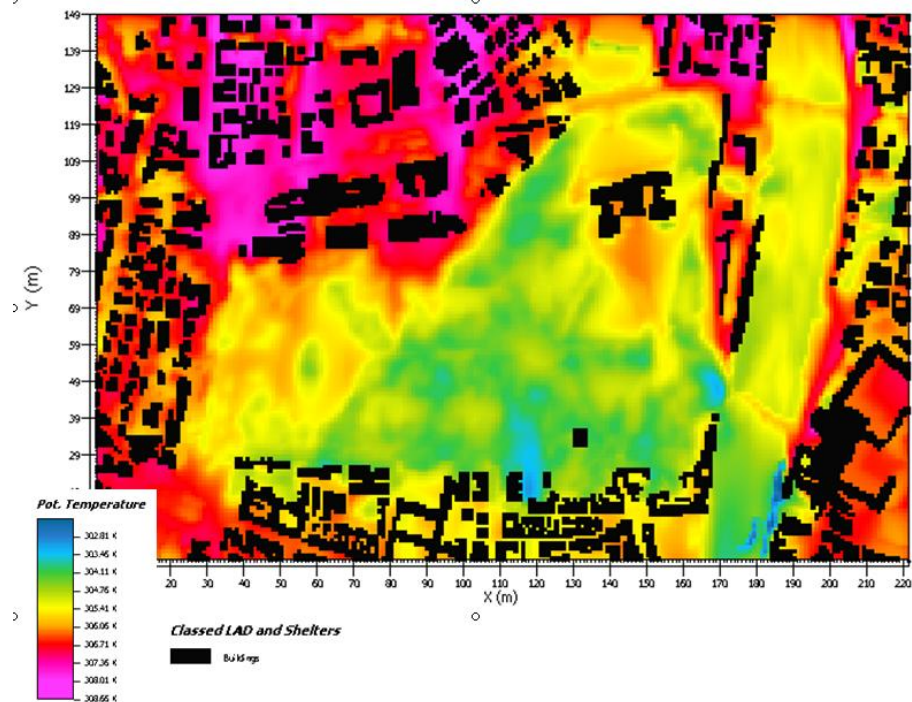 149
139
129
119
109
99
89
79
69
59
49
39
29
Y (m)
20 30 40 50 60 70 80 90 100 110 120 130 140 150 160 170 180 190 200 210 220
X (m)
Pot. Temperature
302.81 K
303.46 K
304.11 K
304.76 K
305.41 K
306.06 K
306.71 K
307.36 K
308.01 K
308.66 K
Classed LAD and Shelters
Buildings